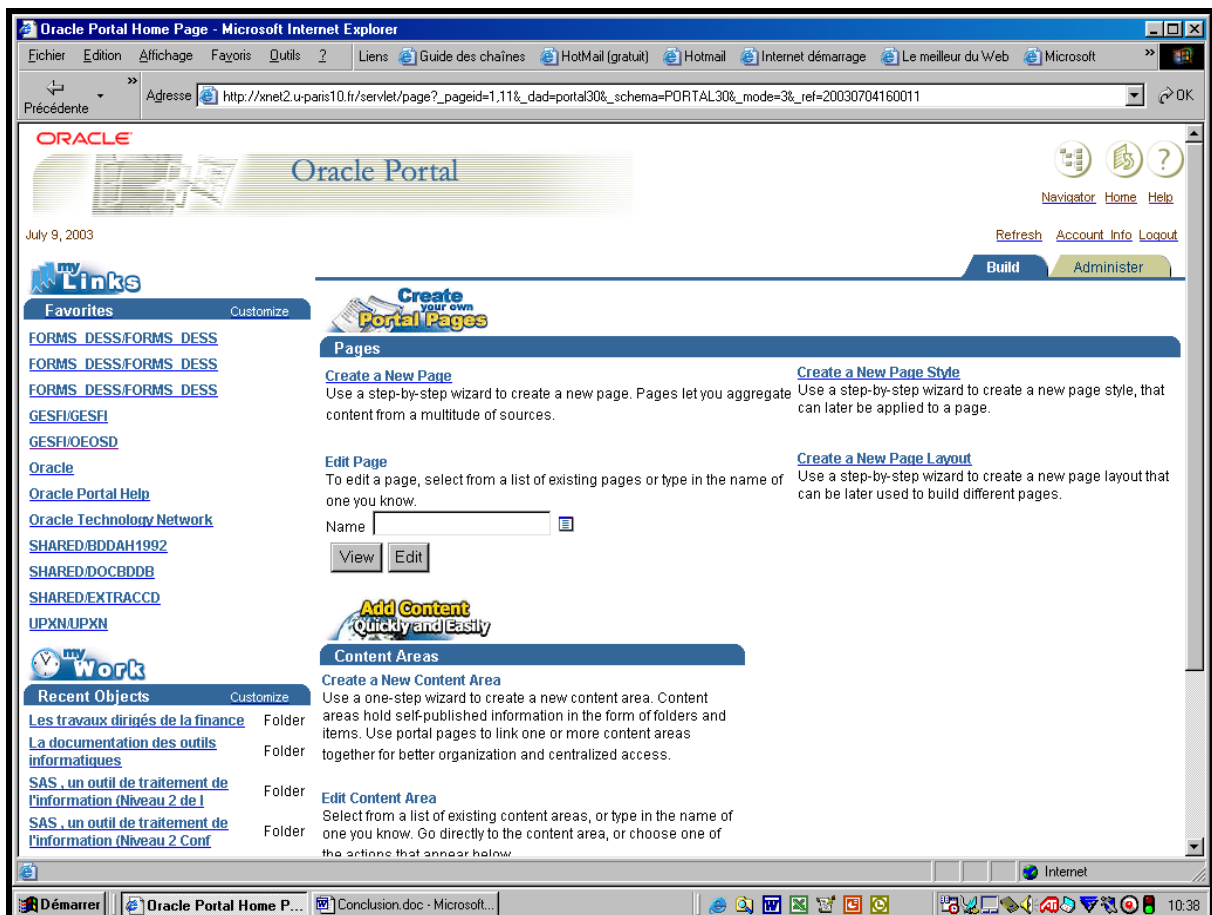 Oracle Portal Home Page - Microsoft Internet Explorer
Fichier Edition Affichage Favoris Outils ? Liens Guide des chaînes HotMail (gratuit) Hotmail Internet démarrage Le meilleur du Web Microsoft »
Précédente » Adresse http://xnet2.u-paris10.fr/servlet/page?_pageid=1,11&_dad=portal30&_schema=PORTAL30&_mode=3&_ref=20030704160011 OK
ORACLE
Oracle Portal
?
Navigator Home Help
July 9, 2003
Refresh Account Info Logout
Build Administer
my Links
Favorites Customize
FORMS_DESS/FORMS_DESS
FORMS_DESS/FORMS_DESS
FORMS_DESS/FORMS_DESS
GESFI/GESFI
GESFI/OEOSD
Oracle
Oracle Portal Help
Oracle Technology Network
SHARED/BDDAH1992
SHARED/DOCBDDB
SHARED/EXTRACCD
UPXN/UPXN
my Work
Recent Objects Customize
Les travaux dirigés de la finance Folder
La documentation des outils
informatiques Folder
SAS , un outil de traitement de
l'information (Niveau 2 de l Folder
SAS , un outil de traitement de
l'information (Niveau 2 Conf Folder
Create
your own
Portal Pages
Pages
Create a New Page
Use a step-by-step wizard to create a new page. Pages let you aggregate
content from a multitude of sources.
Create a New Page Style
Use a step-by-step wizard to create a new page style, that
can later be applied to a page.
Edit Page
To edit a page, select from a list of existing pages or type in the name of
one you know.
Name
View Edit
Create a New Page Layout
Use a step-by-step wizard to create a new page layout that
can be later used to build different pages.
Add Content
Quickly and Easily
Content Areas
Create a New Content Area
Use a one-step wizard to create a new content area. Content
areas hold self-published information in the form of folders and
items. Use portal pages to link one or more content areas
together for better organization and centralized access.
Edit Content Area
Select from a list of existing content areas, or type in the name of
one you know. Go directly to the content area, or choose one of
the actions that appear below.
Internet
Démarrer Oracle Portal Home P... Conclusion.doc - Microsoft... 10:38